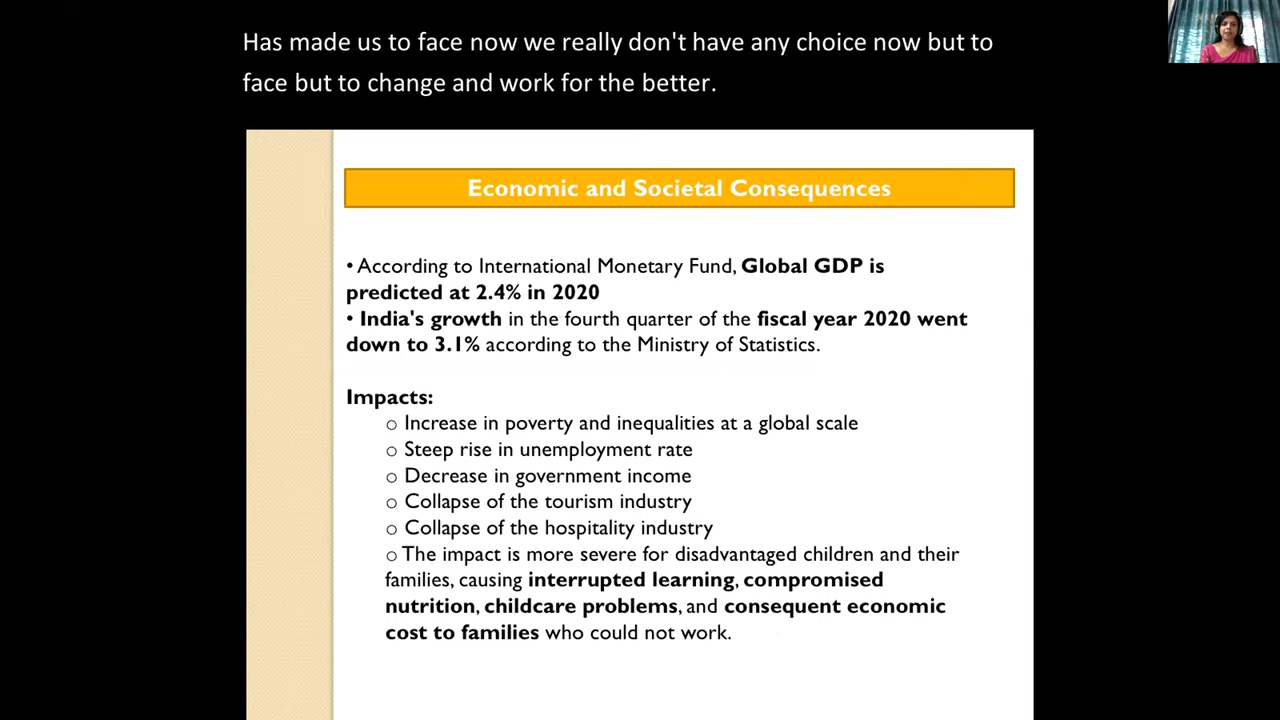 Has made us to face now we really don't have any choice now but to
face but to change and work for the better.
Economic and Societal Consequences
• According to International Monetary Fund, Global GDP is
predicted at 2.4% in 2020
• India's growth in the fourth quarter of the fiscal year 2020 went
down to 3.1% according to the Ministry of Statistics.
Impacts:
o Increase in poverty and inequalities at a global scale
o Steep rise in unemployment rate
o Decrease in government income
o Collapse of the tourism industry
o Collapse of the hospitality industry
o The impact is more severe for disadvantaged children and their
families, causing interrupted learning, compromised
nutrition, childcare problems, and consequent economic
cost to families who could not work.